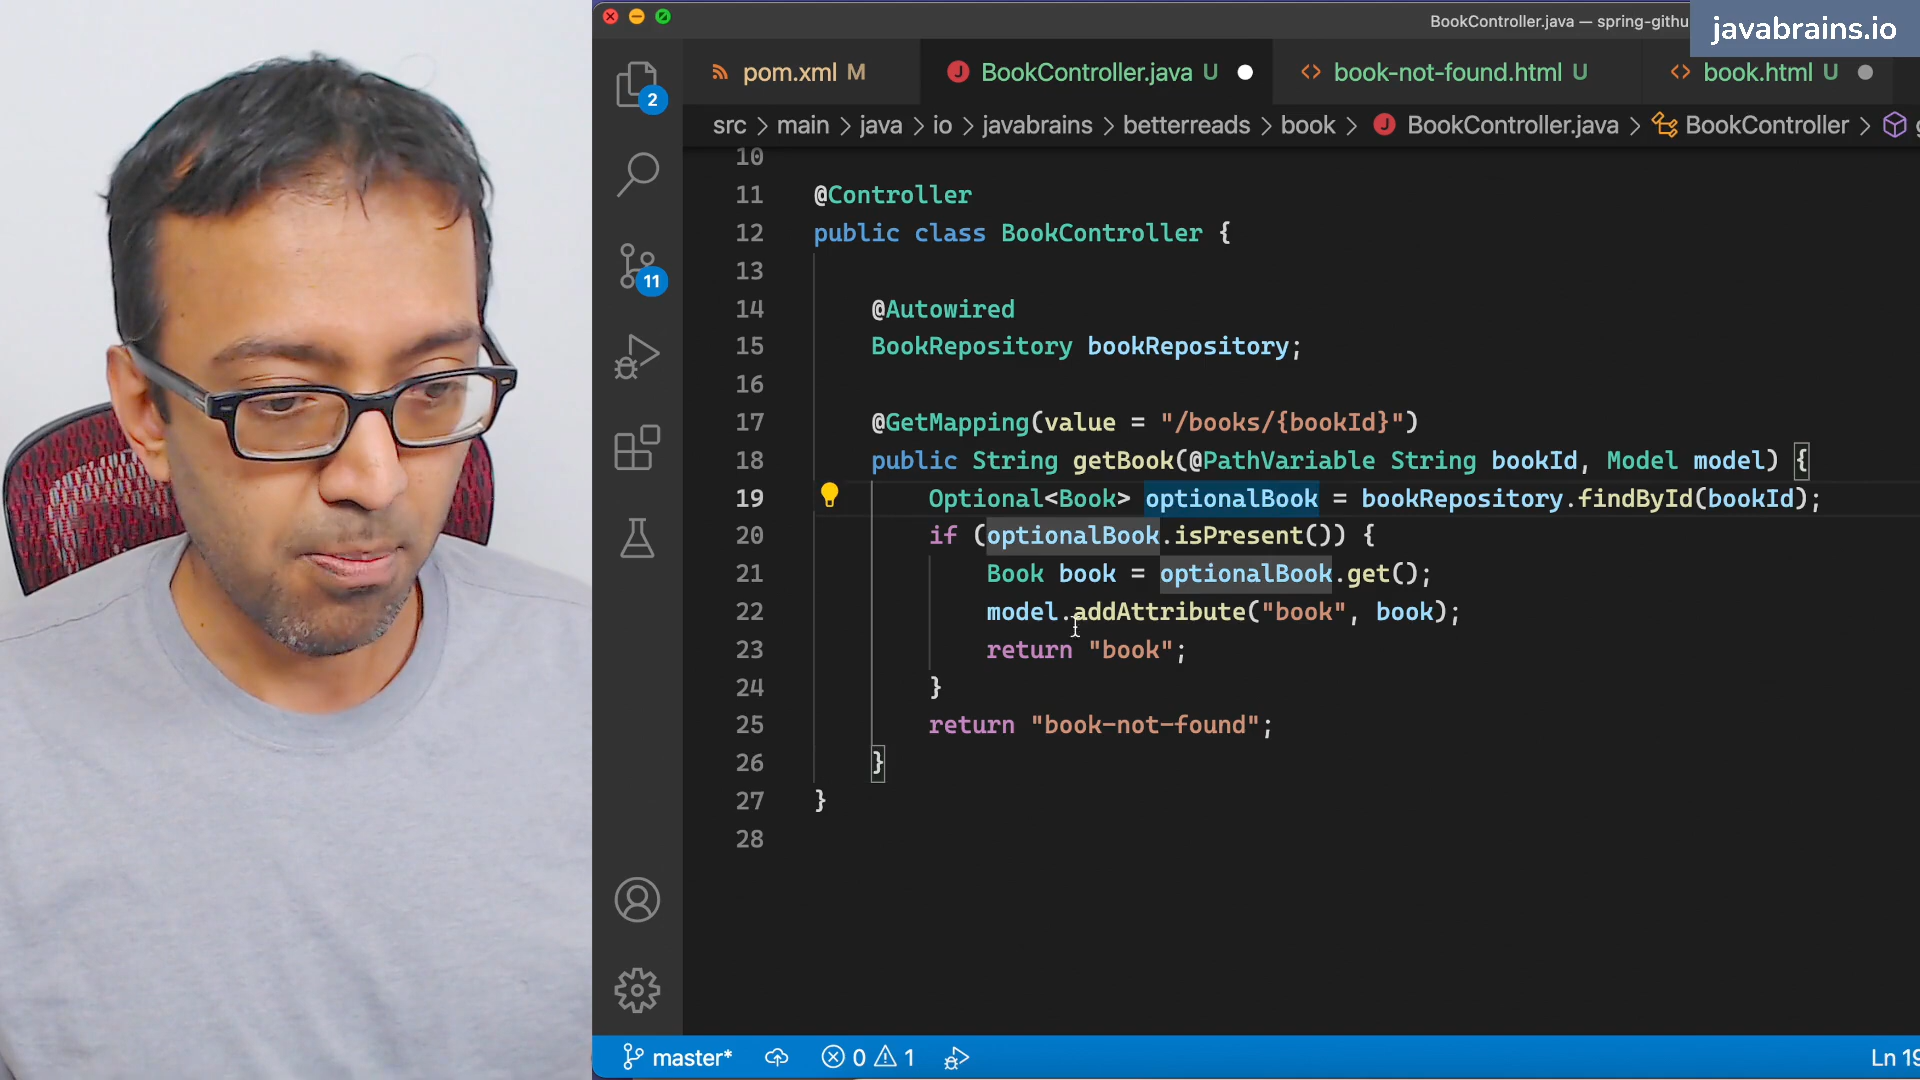 BookController.java — spring-githu
javabrains.io
pom.xml M
BookController.java U
book-not-found.html U
book.html U
src > main > java > io > javabrains > betterreads > book > BookController.java > BookController >
2
11
10
11 @Controller
12 public class BookController {
13
14 @Autowired
15 BookRepository bookRepository;
16
17 @GetMapping(value = "/books/{bookId}")
18 public String getBook(@PathVariable String bookId, Model model) {
19 Optional<Book> optionalBook = bookRepository.findById(bookId);
20 if (optionalBook.isPresent()) {
21 Book book = optionalBook.get();
22 model.addAttribute("book", book);
23 return "book";
24 }
25 return "book-not-found";
26 }
27 }
28
master* 0 1
Ln 19